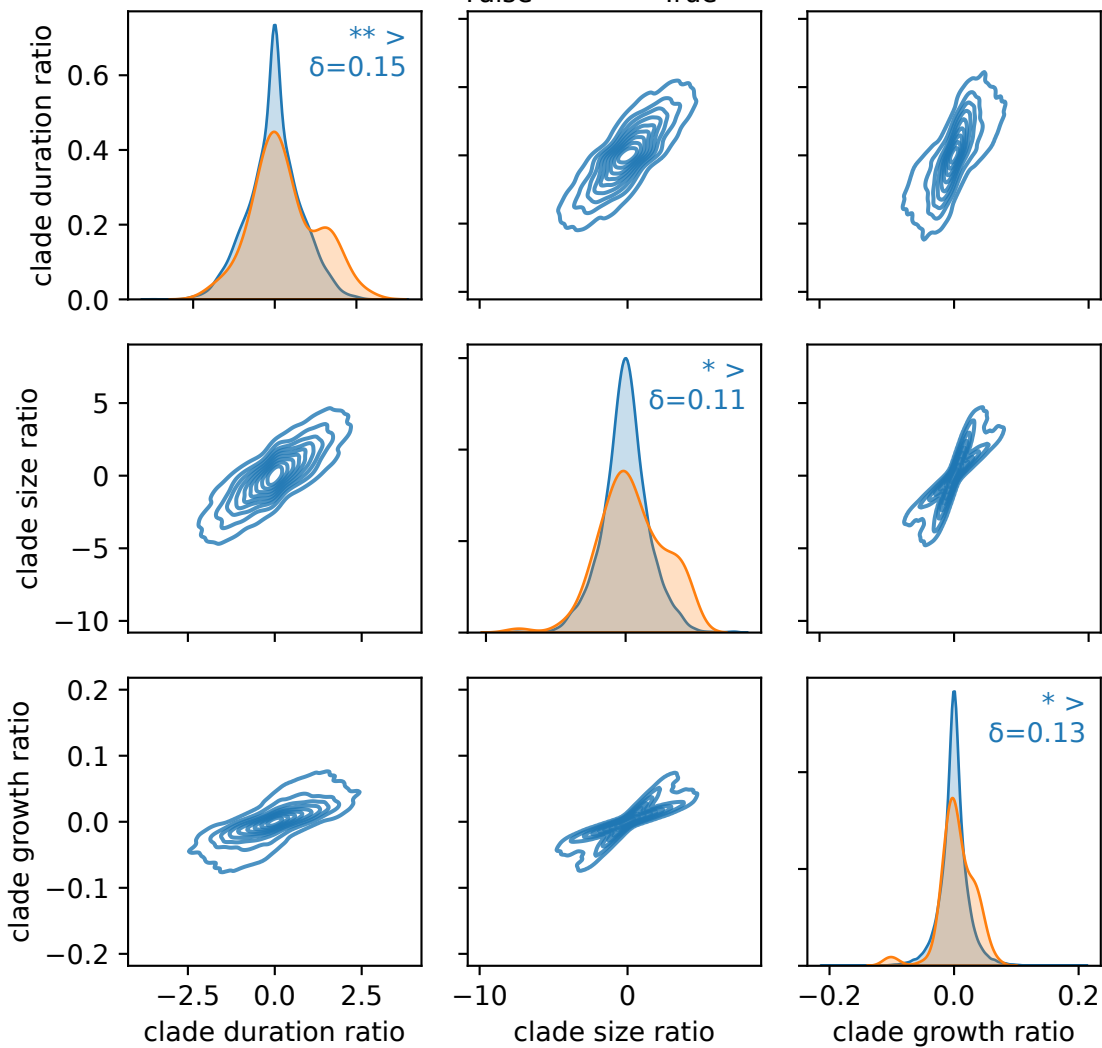 True
clade duration ratio
0.6
0.4
0.2
0.0
** >
δ=0.15
clade size ratio
5
0
−5
−10
* >
δ=0.11
clade growth ratio
0.2
0.1
0.0
−0.1
−0.2
* >
δ=0.13
−2.5
0.0
2.5
−10
0
−0.2
0.0
0.2
clade duration ratio
clade size ratio
clade growth ratio